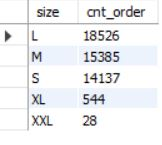 size cnt_order
L 18526
M 15385
S 14137
XL 544
XXL 28